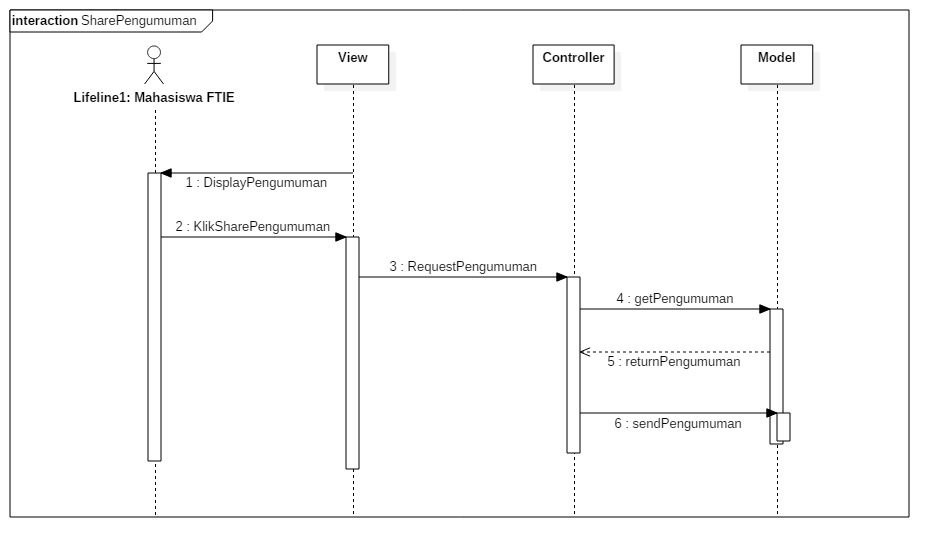 interaction SharePengumuman
View
Controller
Model
Lifeline1: Mahasiswa FTIE
1 : DisplayPengumuman
2 : KlikSharePengumuman
3 : RequestPengumuman
4 : getPengumuman
5 : returnPengumuman
6 : sendPengumuman